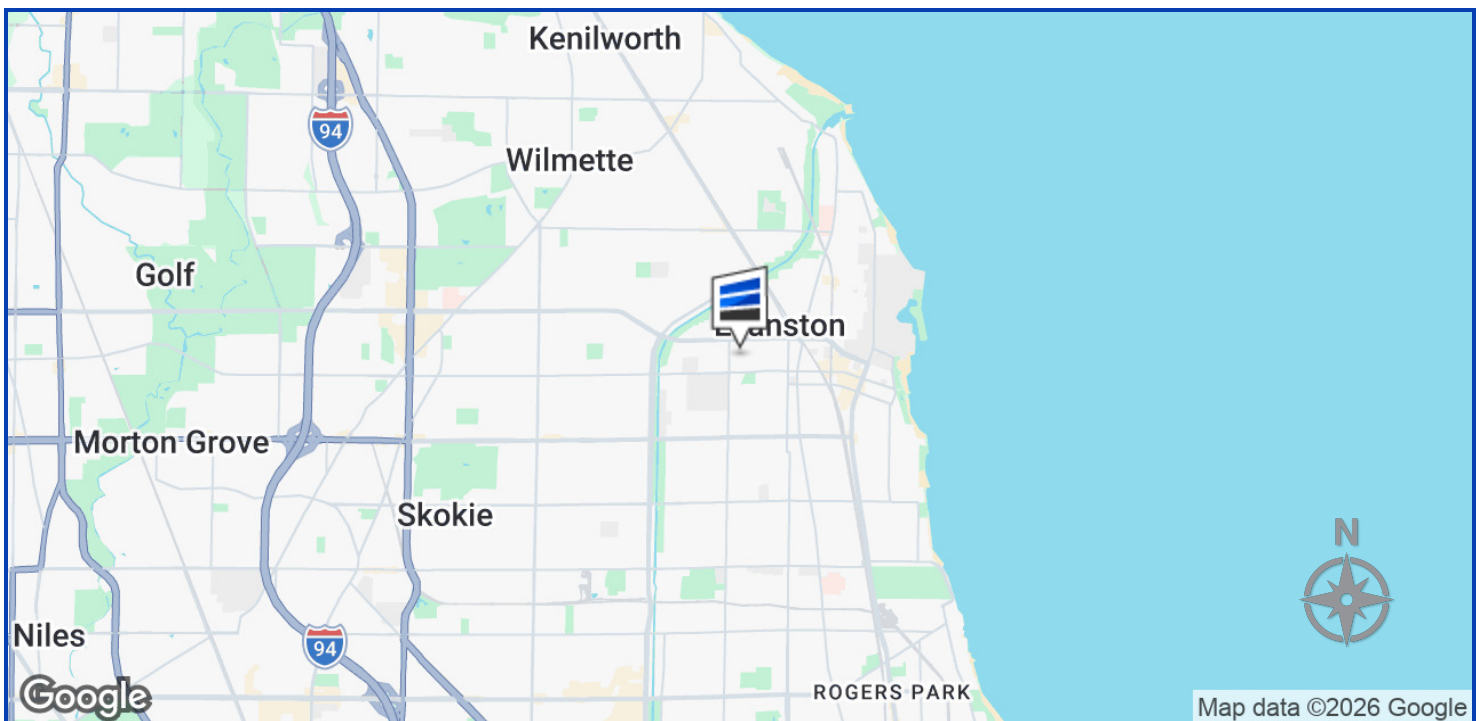 Kenilworth
94
Wilmette
Golf
Evanston
Morton Grove
Skokie
N
Niles
94
ROGERS PARK
Google
Map data ©2026 Google